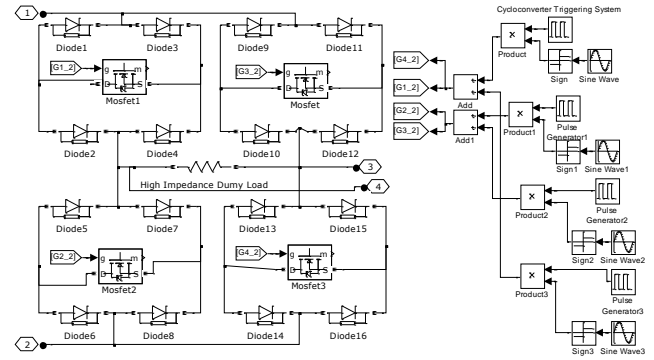 1
Diode1
Diode3
Diode9
Diode11
Cycloconverter Triggering System
Product
Sign
Sine Wave
[G1_2]
g
m
D
S
Mosfet1
[G3_2]
g
m
D
S
Mosfet
[G4_2]
[G1_2]
[G2_2]
[G3_2]
Add
Add1
Product1
Pulse
Generator1
Sign1
Sine Wave1
Diode2
Diode4
Diode10
Diode12
3
High Impedance Dumy Load
4
Diode5
Diode7
Diode13
Diode15
Product2
Pulse
Generator2
Sign2
Sine Wave2
[G2_2]
g
m
D
S
Mosfet2
[G4_2]
g
m
D
S
Mosfet3
Product3
Pulse
Generator3
Diode6
Diode8
Diode14
Diode16
2
Sign3
Sine Wave3